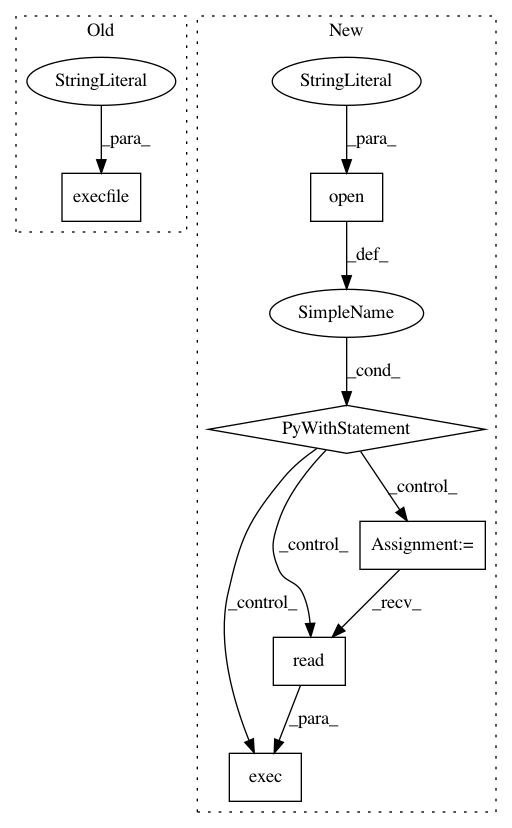 Old
New
StringLiteral
StringLiteral
_para_
_para_
execfile
open
_def_
SimpleName
_cond_
PyWithStatement
_control_
_control_
_control_
Assignment:=
_recv_
read
_para_
exec